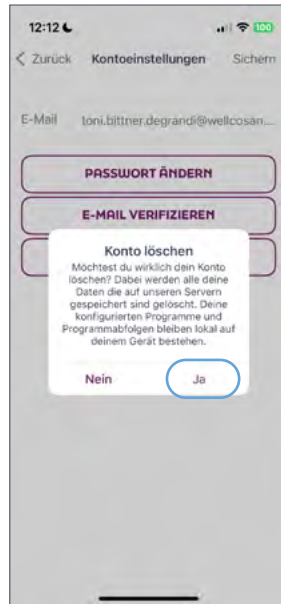 12:12
100
Zurück Kontoeinstellungen Sichern
E-Mail toni.bittner.degrandi@wellcosan...
PASSWORT ÄNDERN
E-MAIL VERIFIZIEREN
Konto löschen
Möchtest du wirklich dein Konto
löschen? Dabei werden alle deine
Daten die auf unseren Servern
gespeichert sind gelöscht. Deine
konfigurierten Programme und
Programmabfolgen bleiben lokal auf
deinem Gerät bestehen.
Nein Ja